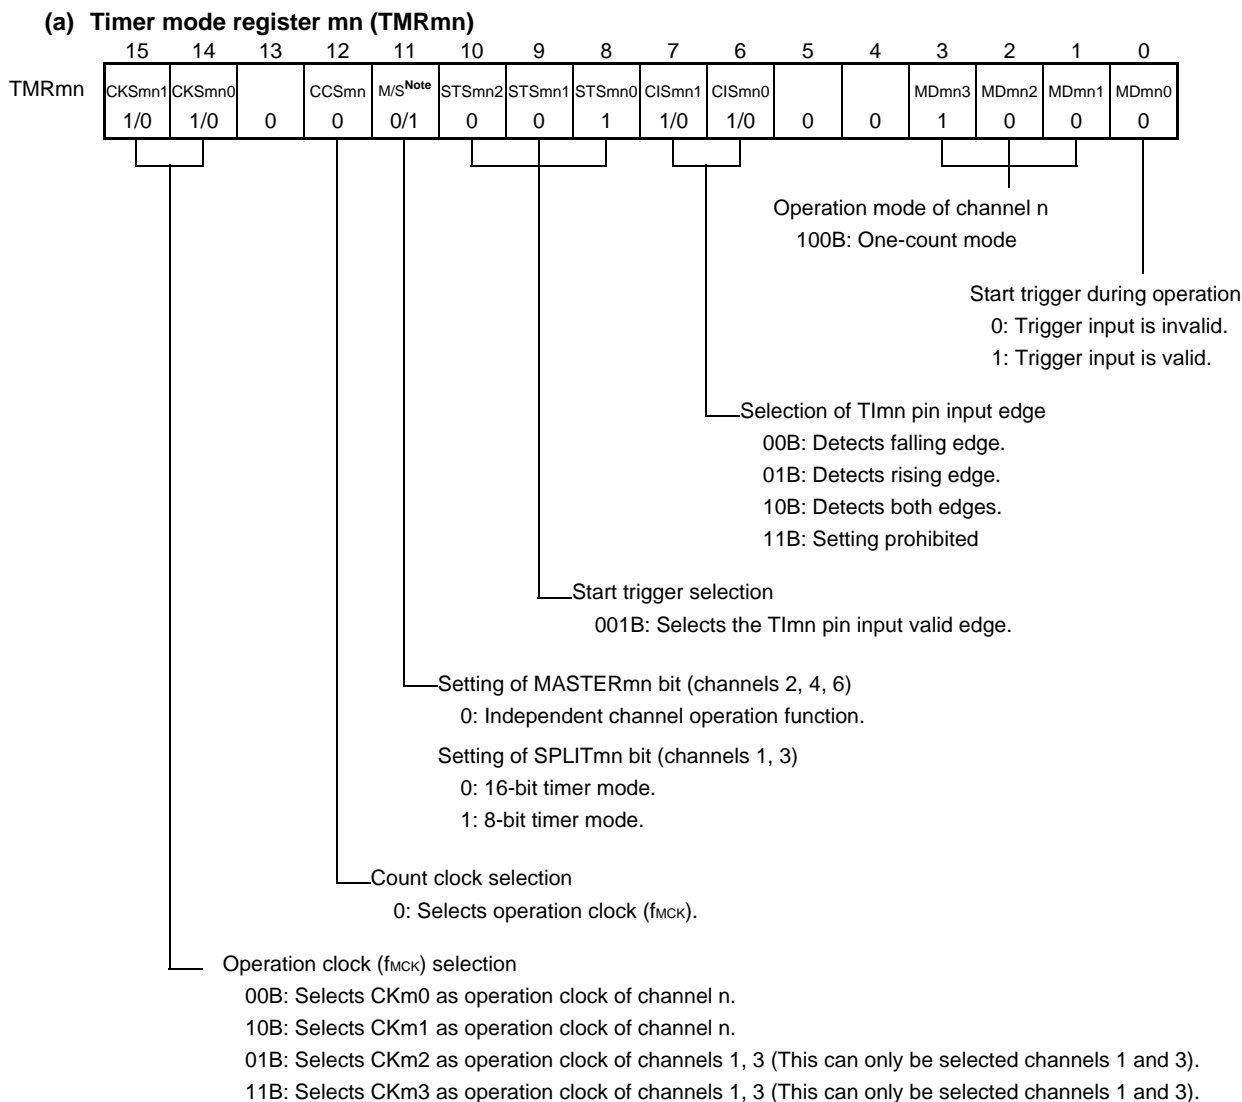 (a) Timer mode register mn (TMRmn)
15 14 13 12 11 10 9 8 7 6 5 4 3 2 1 0
TMRmn CKSmn1 CKSmn0 CCSmn M/SNote STSmn2 STSmn1 STSmn0 CISmn1 CISmn0 MDmn3 MDmn2 MDmn1 MDmn0
1/0 1/0 0 0 0/1 0 0 1 1/0 1/0 0 0 1 0 0 0
Operation mode of channel n
100B: One-count mode
Start trigger during operation
0: Trigger input is invalid.
1: Trigger input is valid.
Selection of TImn pin input edge
00B: Detects falling edge.
01B: Detects rising edge.
10B: Detects both edges.
11B: Setting prohibited
Start trigger selection
001B: Selects the TImn pin input valid edge.
Setting of MASTERmn bit (channels 2, 4, 6)
0: Independent channel operation function.
Setting of SPLITmn bit (channels 1, 3)
0: 16-bit timer mode.
1: 8-bit timer mode.
Count clock selection
0: Selects operation clock (fMCK).
Operation clock (fMCK) selection
00B: Selects CKm0 as operation clock of channel n.
10B: Selects CKm1 as operation clock of channel n.
01B: Selects CKm2 as operation clock of channels 1, 3 (This can only be selected channels 1 and 3).
11B: Selects CKm3 as operation clock of channels 1, 3 (This can only be selected channels 1 and 3).